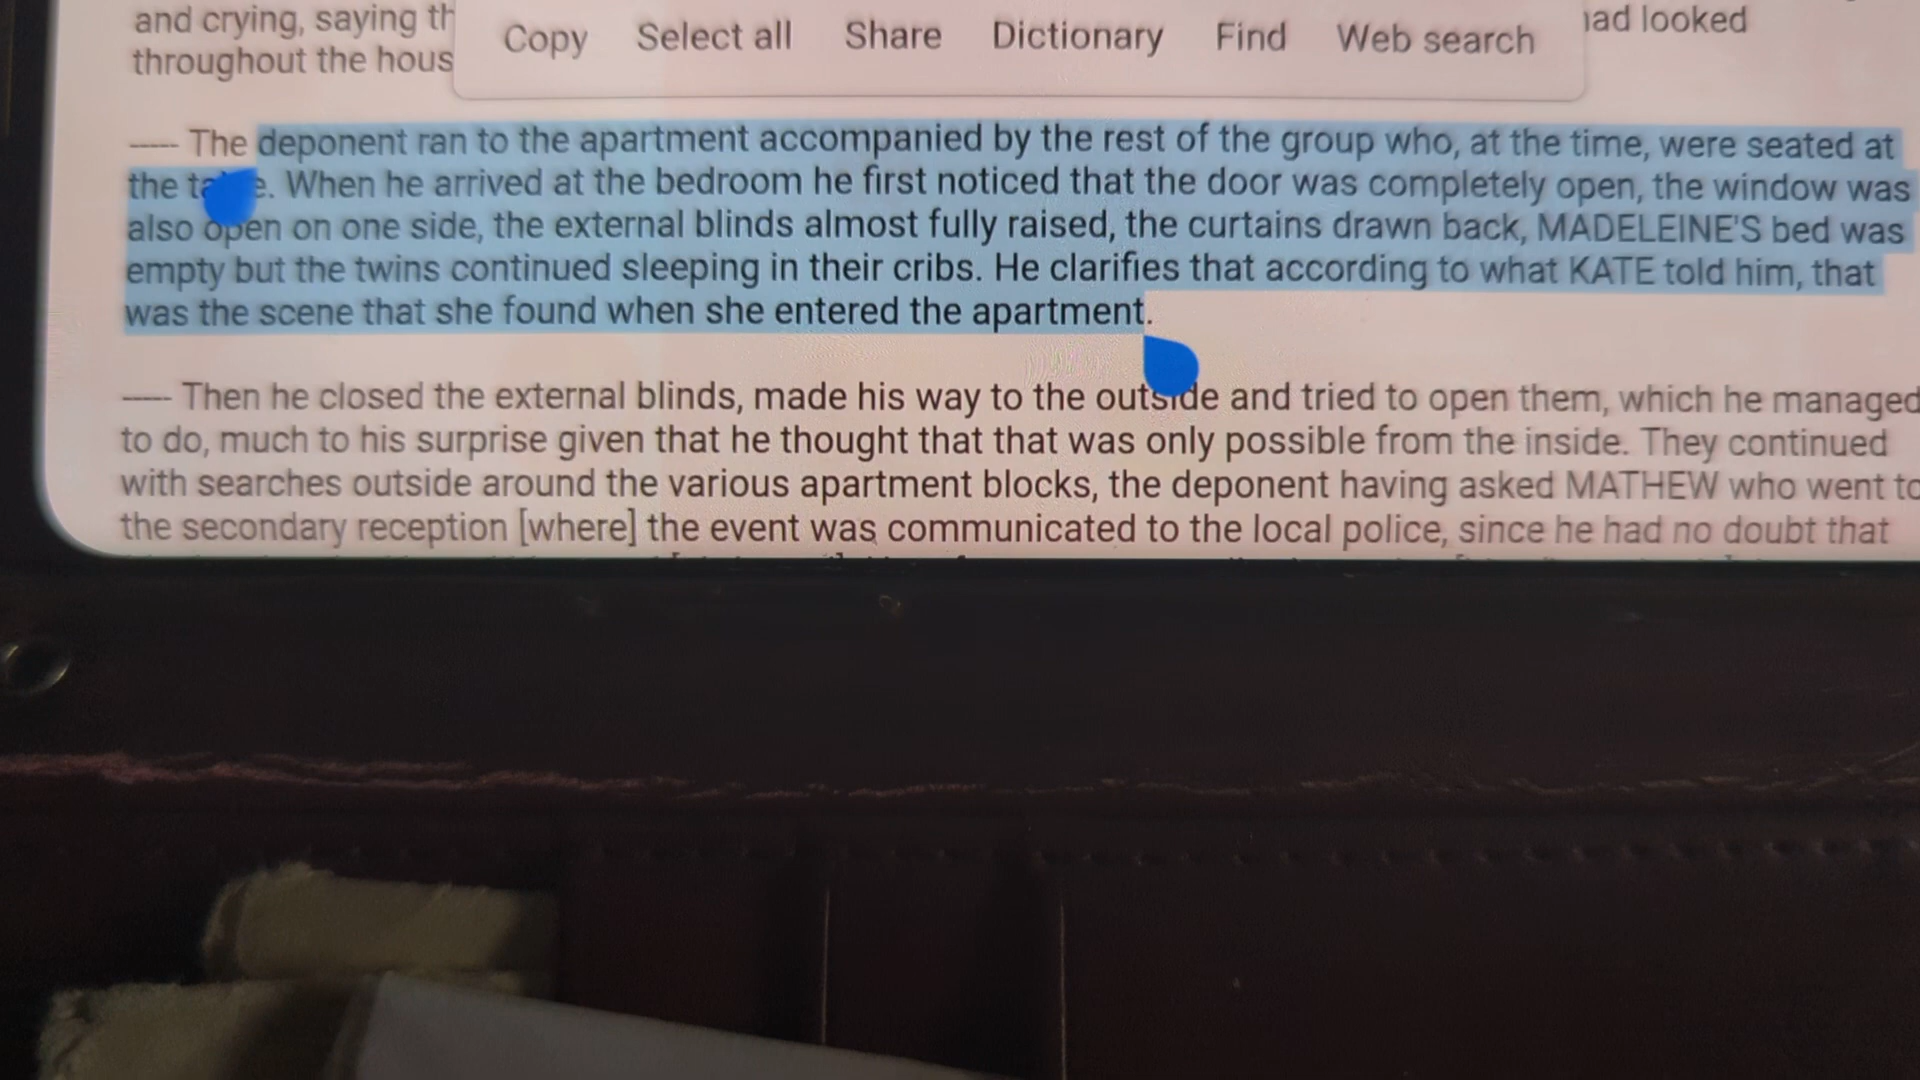 and crying, saying th
Copy Select all Share Dictionary Find Web search
had looked
throughout the hous
----- The deponent ran to the apartment accompanied by the rest of the group who, at the time, were seated at
the ta e. When he arrived at the bedroom he first noticed that the door was completely open, the window was
also open on one side, the external blinds almost fully raised, the curtains drawn back, MADELEINE'S bed was
empty but the twins continued sleeping in their cribs. He clarifies that according to what KATE told him, that
was the scene that she found when she entered the apartment.
----- Then he closed the external blinds, made his way to the outside and tried to open them, which he managed
to do, much to his surprise given that he thought that that was only possible from the inside. They continued
with searches outside around the various apartment blocks, the deponent having asked MATHEW who went to
the secondary reception [where] the event was communicated to the local police, since he had no doubt that